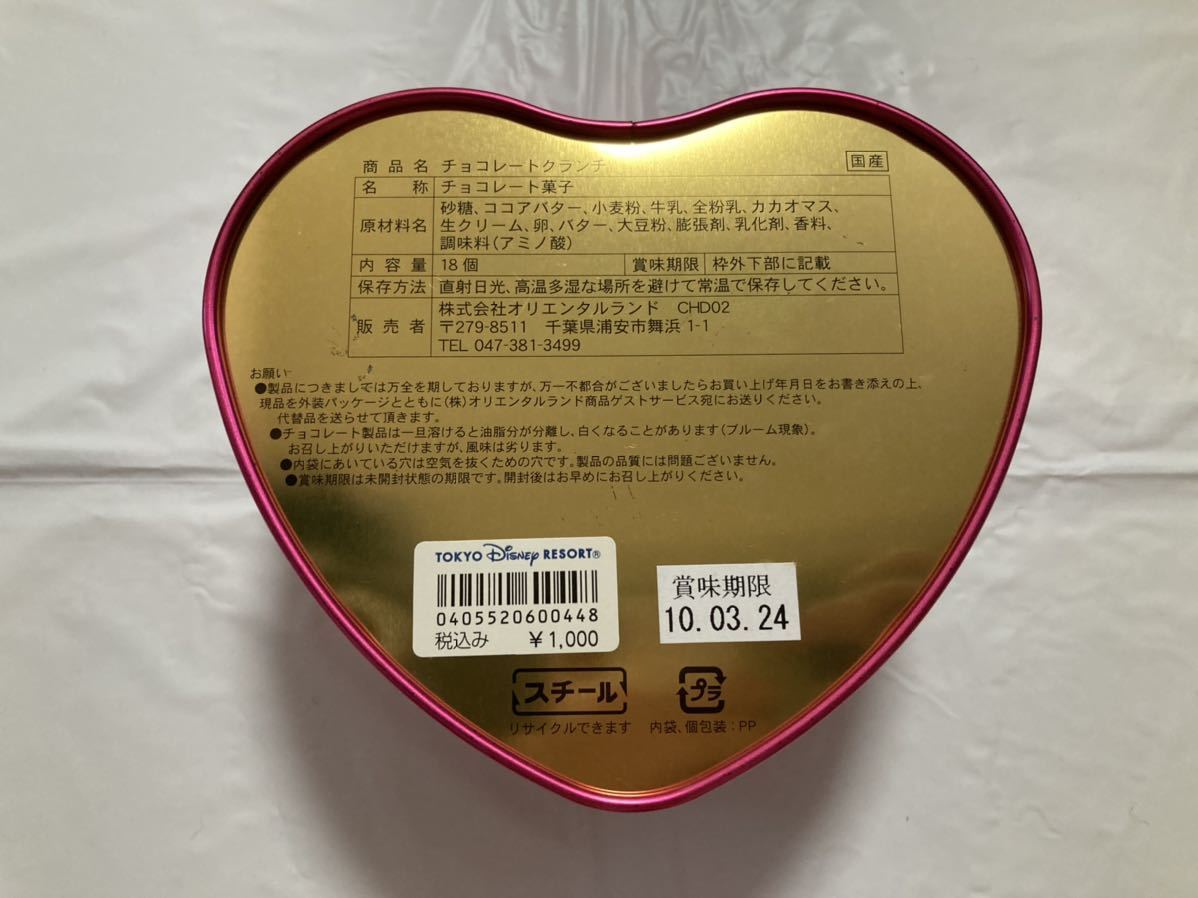 商品名 チョコレートクランチ 国産
名称 チョコレート菓子
原材料名 砂糖、ココアバター、小麦粉、牛乳、全粉乳、カカオマス、
生クリーム、卵、バター、大豆粉、膨張剤、乳化剤、香料、
調味料(アミノ酸)
内容量 18個 賞味期限 枠外下部に記載
保存方法 直射日光、高温多湿な場所を避けて常温で保存してください。
販売者 株式会社オリエンタルランド CHD02
〒279-8511 千葉県浦安市舞浜1-1
TEL 047-381-3499
お願い
●製品につきましては万全を期しておりますが、万一不都合がございましたらお買い上げ年月日をお書き添えの上、
現品を外装パッケージとともに(株)オリエンタルランド商品ゲストサービス宛にお送りください。
代替品を送らせて頂きます。
●チョコレート製品は一旦溶けると油脂分が分離し、白くなることがあります(ブルーム現象)。
お召し上がりいただけますが、風味は劣ります。
●内袋にあいている穴は空気を抜くための穴です。製品の品質には問題ございません。
●賞味期限は未開封状態の期限です。開封後はお早めにお召し上がりください。
TOKYO Disney RESORT®
0405520600448
税込み ¥1,000
賞味期限
10.03.24
スチール
リサイクルできます
プラ
内袋、個包装:PP